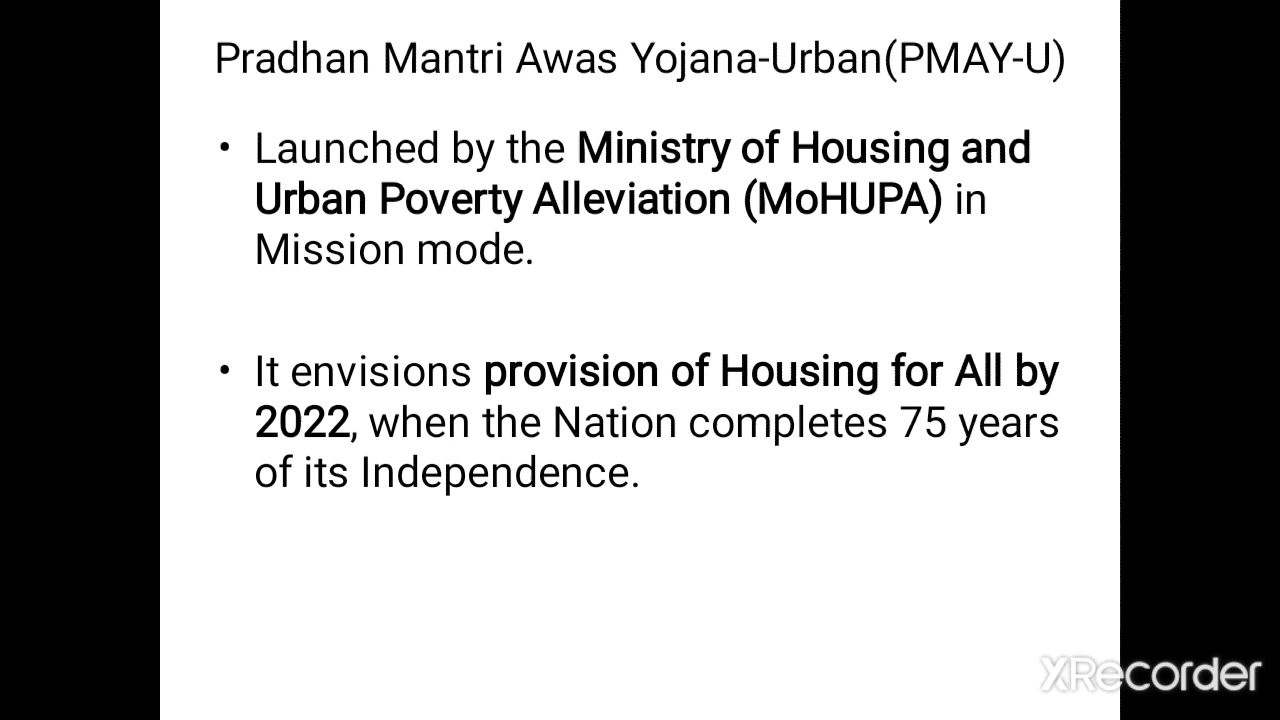 Pradhan Mantri Awas Yojana-Urban(PMAY-U)
• Launched by the Ministry of Housing and
Urban Poverty Alleviation (MoHUPA) in
Mission mode.
• It envisions provision of Housing for All by
2022, when the Nation completes 75 years
of its Independence.
XRecorder